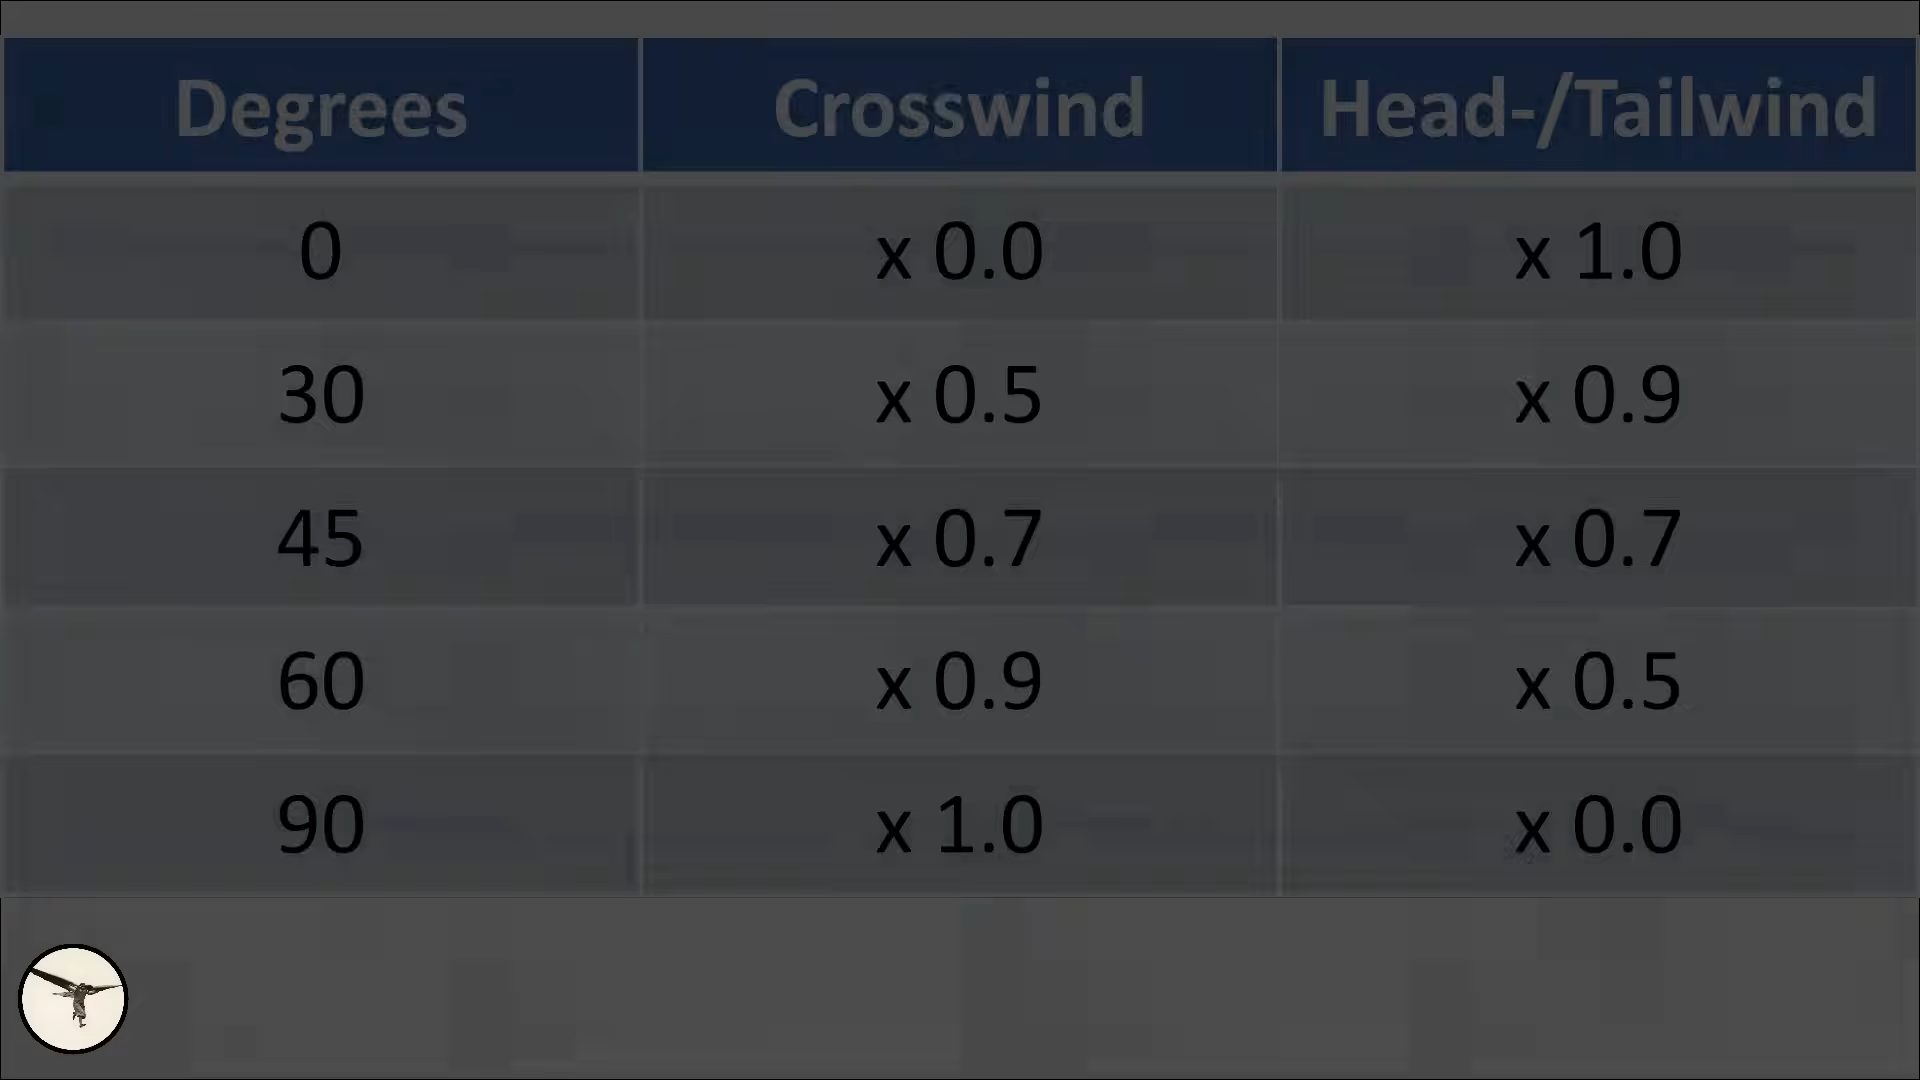 Degrees Crosswind Head-/Tailwind
0 x 0.0 x 1.0
30 x 0.5 x 0.9
45 x 0.7 x 0.7
60 x 0.9 x 0.5
90 x 1.0 x 0.0